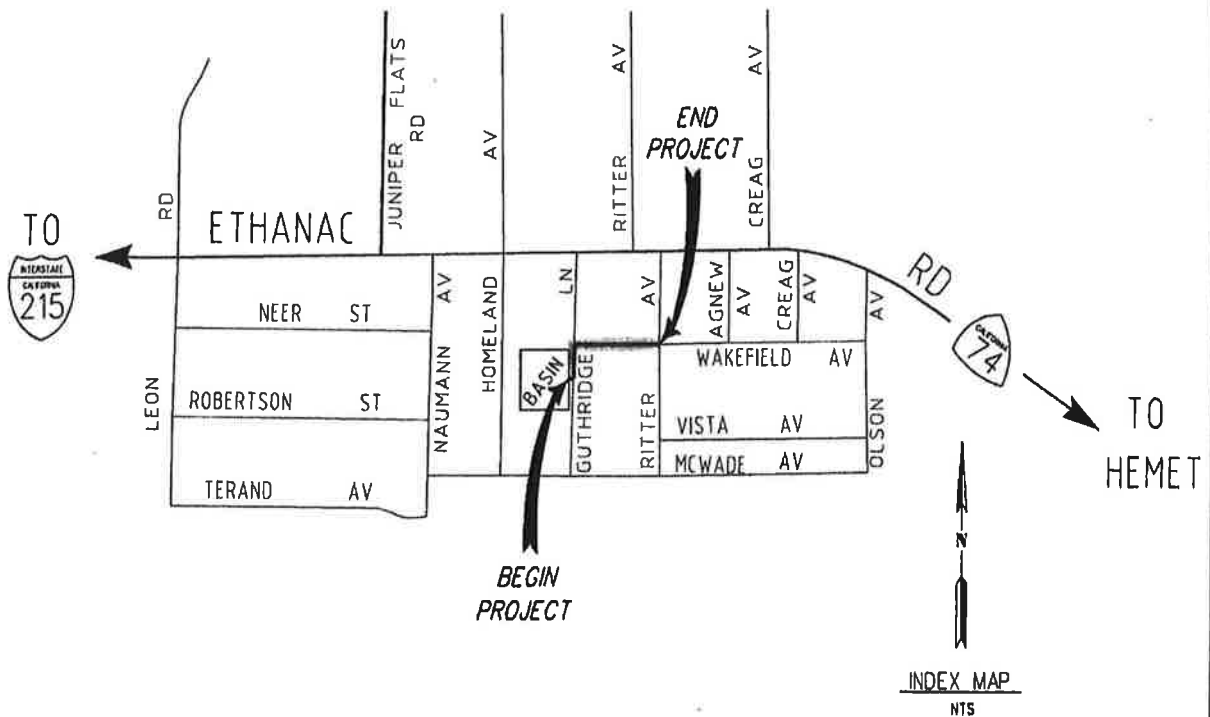 JUNIPER FLATS
RD
AV
RITTER AV
CREAG AV
END
PROJECT
RD
TO
ETHANAC
INTERSTATE
CALIFORNIA
215
RD
CALIFORNIA
74
TO
HEMET
NEER ST
ROBERTSON ST
TERAND AV
LEON
NAUMANN AV
HOMELAND
BASIN
GUTHRIDGE LN
RITTER AV
AGNEW AV
CREAG AV
WAKEFIELD AV
VISTA AV
MCWADE AV
OLSON AV
BEGIN
PROJECT
N
INDEX MAP
NTS